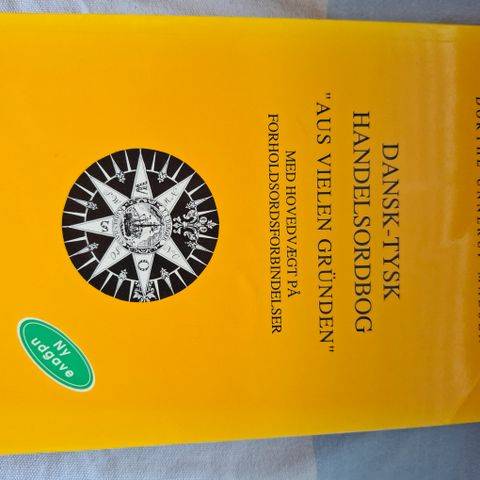 DANSK-TYSK
HANDELSORDBOG
"AUS VIELEN GRÜNDEN"
MED HOVEDVÆGT PÅ
FORHOLDSORDSFORBINDELSER
Ny
udgave